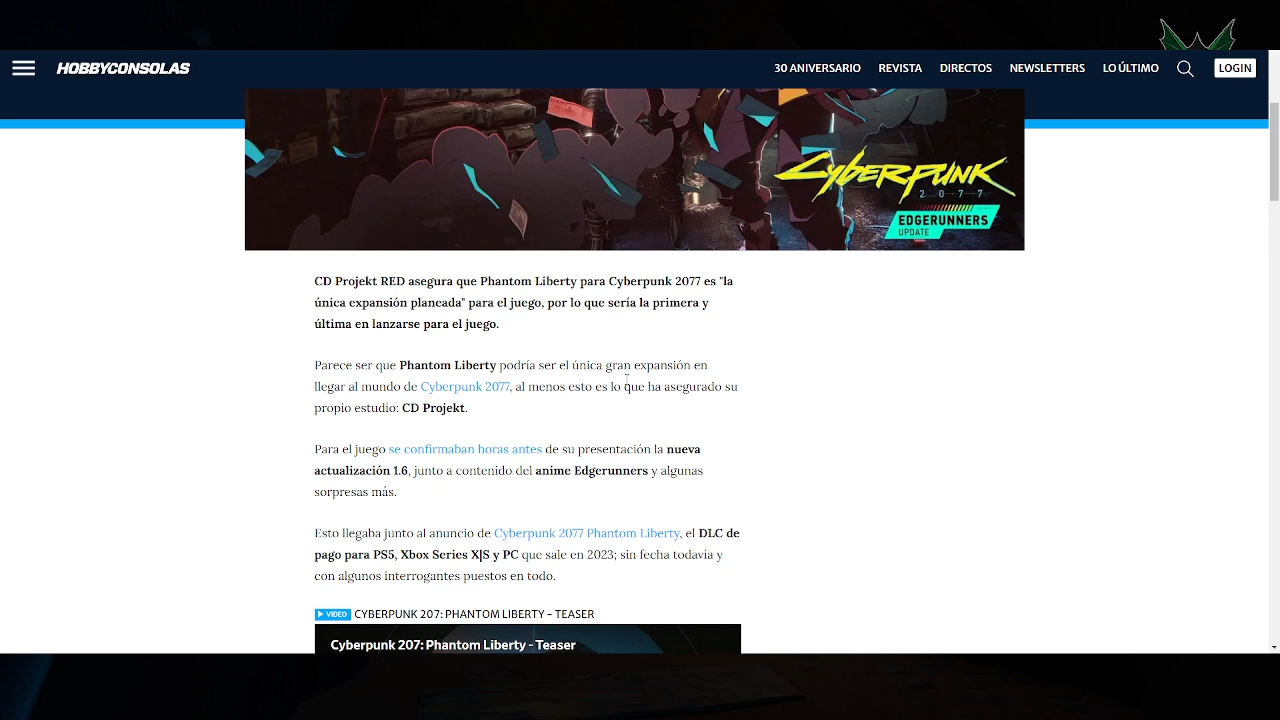 HOBBYCONSOLAS
30 ANIVERSARIO REVISTA DIRECTOS NEWSLETTERS LO ÚLTIMO LOGIN
CYBERPUNK
2077
EDGERUNNERS
UPDATE
CD Projekt RED asegura que Phantom Liberty para Cyberpunk 2077 es "la
única expansión planeada" para el juego, por lo que sería la primera y
última en lanzarse para el juego.
Parece ser que Phantom Liberty podría ser el única gran expansión en
llegar al mundo de Cyberpunk 2077, al menos esto es lo que ha asegurado su
propio estudio: CD Projekt.
Para el juego se confirmaban horas antes de su presentación la nueva
actualización 1.6, junto a contenido del anime Edgerunners y algunas
sorpresas más.
Esto llegaba junto al anuncio de Cyberpunk 2077 Phantom Liberty, el DLC de
pago para PS5, Xbox Series X|S y PC que sale en 2023; sin fecha todavía y
con algunos interrogantes puestos en todo.
VIDEO CYBERPUNK 207: PHANTOM LIBERTY – TEASER
Cyberpunk 207: Phantom Liberty - Teaser